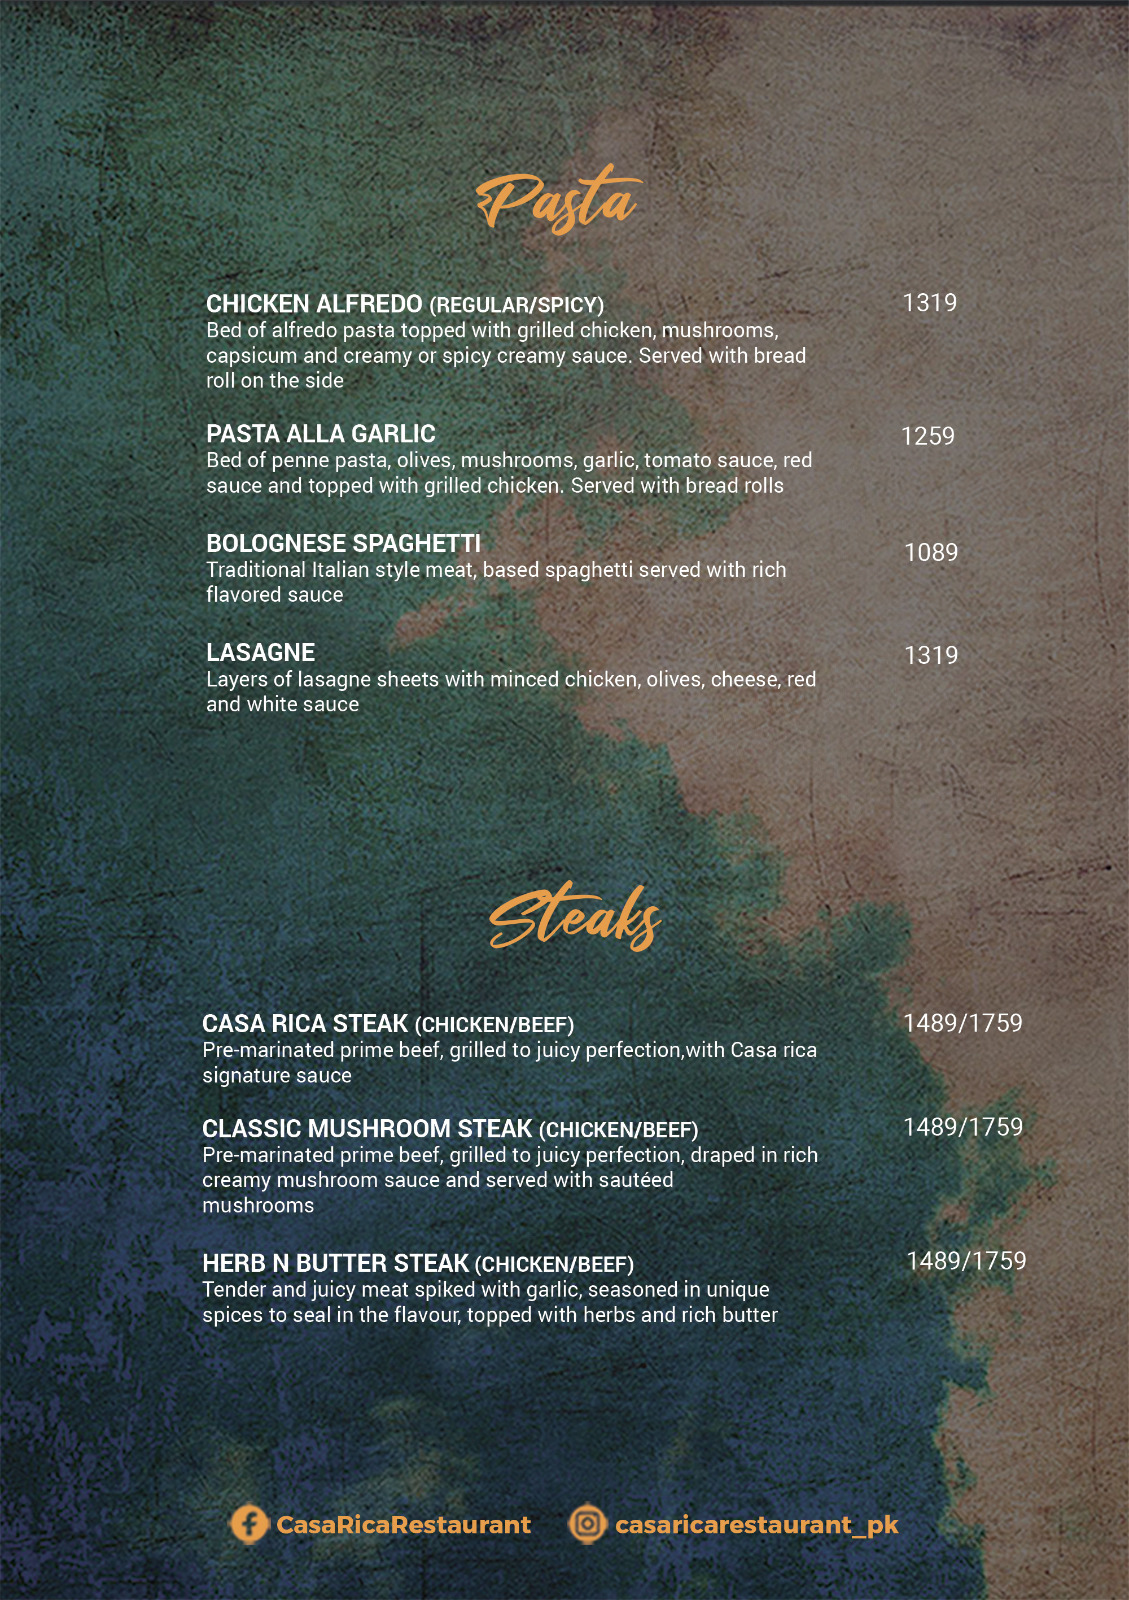 Pasta
CHICKEN ALFREDO (REGULAR/SPICY) 1319
Bed of alfredo pasta topped with grilled chicken, mushrooms,
capsicum and creamy or spicy creamy sauce. Served with bread
roll on the side
PASTA ALLA GARLIC 1259
Bed of penne pasta, olives, mushrooms, garlic, tomato sauce, red
sauce and topped with grilled chicken. Served with bread rolls
BOLOGNESE SPAGHETTI 1089
Traditional Italian style meat, based spaghetti served with rich
flavored sauce
LASAGNE 1319
Layers of lasagne sheets with minced chicken, olives, cheese, red
and white sauce
Steaks
CASA RICA STEAK (CHICKEN/BEEF) 1489/1759
Pre-marinated prime beef, grilled to juicy perfection,with Casa rica
signature sauce
CLASSIC MUSHROOM STEAK (CHICKEN/BEEF) 1489/1759
Pre-marinated prime beef, grilled to juicy perfection, draped in rich
creamy mushroom sauce and served with sautéed
mushrooms
HERB N BUTTER STEAK (CHICKEN/BEEF) 1489/1759
Tender and juicy meat spiked with garlic, seasoned in unique
spices to seal in the flavour, topped with herbs and rich butter
CasaRicaRestaurant casaricarestaurant_pk